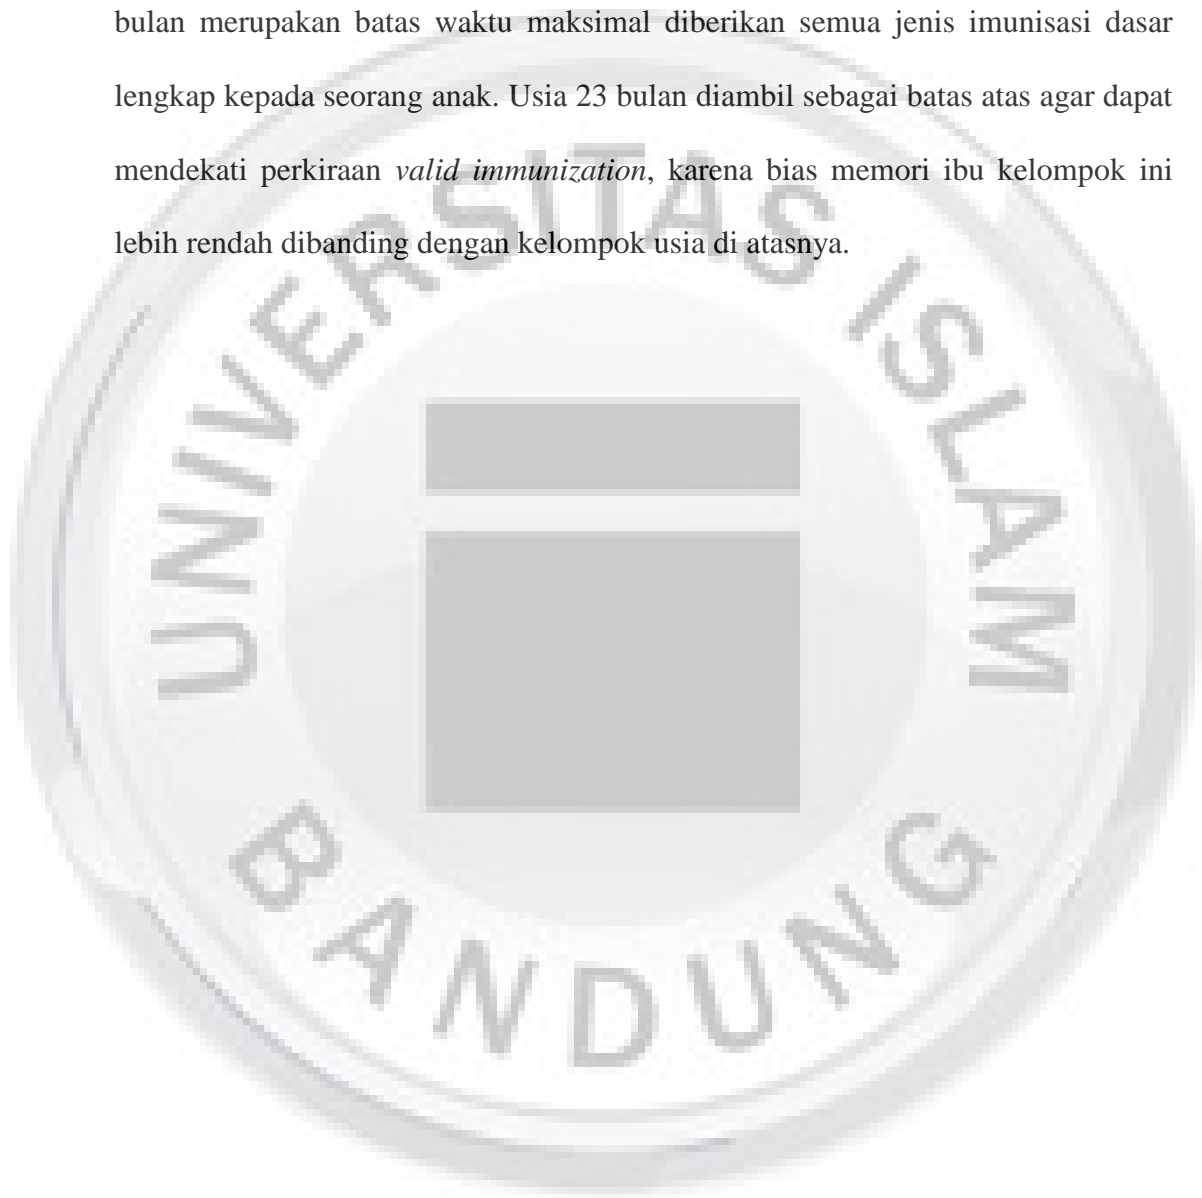 bulan merupakan batas waktu maksimal diberikan semua jenis imunisasi dasar
lengkap kepada seorang anak. Usia 23 bulan diambil sebagai batas atas agar dapat
mendekati perkiraan valid immunization, karena bias memori ibu kelompok ini
lebih rendah dibanding dengan kelompok usia di atasnya.
UNIVERSITAS ISLAM
BANDUNG